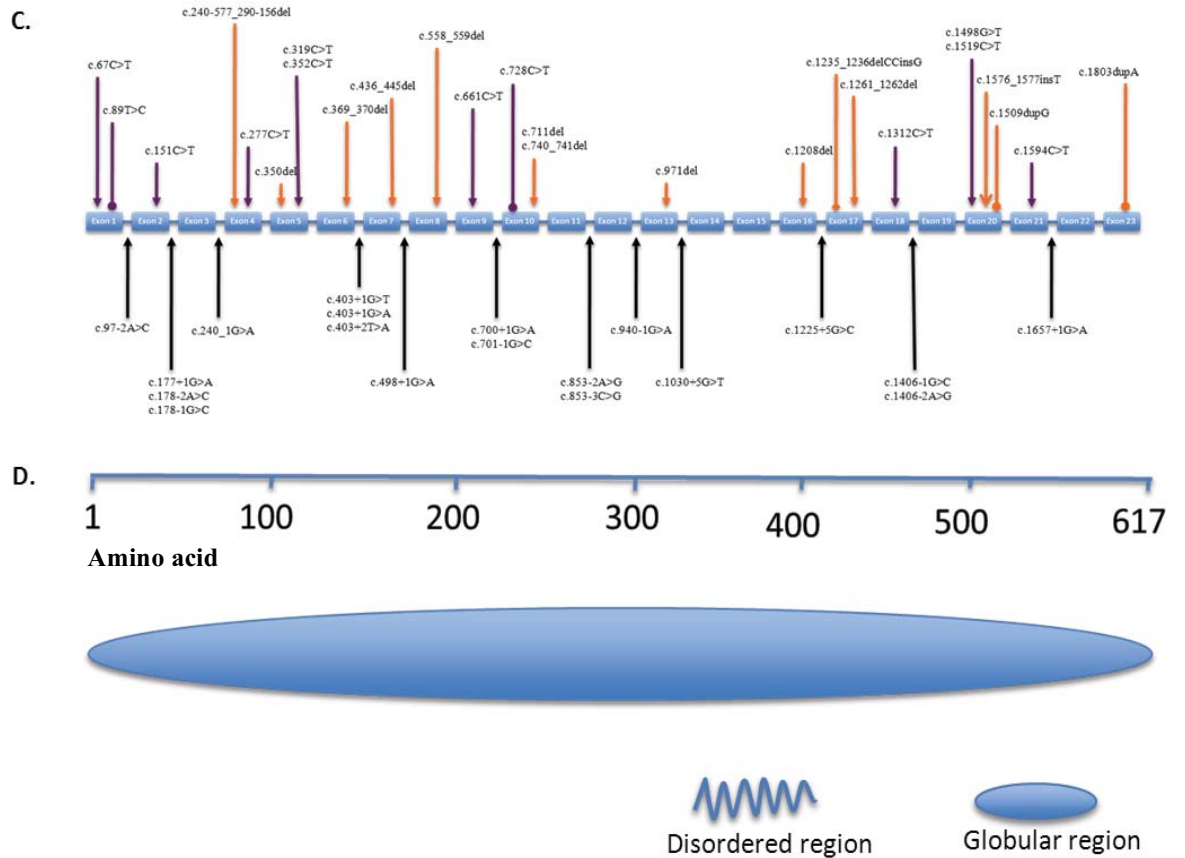 C.
c.240-577_290-156del
c.67C>T
c.89T>C
c.151C>T
c.277C>T
c.350del
c.319C>T
c.352C>T
c.369_370del
c.436_445del
c.558_559del
c.661C>T
c.728C>T
c.711del
c.740_741del
c.971del
c.1208del
c.1235_1236delCCinsG
c.1261_1262del
c.1312C>T
c.1498G>T
c.1519C>T
c.1576_1577insT
c.1509dupG
c.1594C>T
c.1803dupA
Exon 1 Exon 2 Exon 3 Exon 4 Exon 5 Exon 6 Exon 7 Exon 8 Exon 9 Exon 10 Exon 11 Exon 12 Exon 13 Exon 14 Exon 15 Exon 16 Exon 17 Exon 18 Exon 19 Exon 20 Exon 21 Exon 22 Exon 23
c.97-2A>C
c.177+1G>A
c.178-2A>C
c.178-1G>C
c.240_1G>A
c.403+1G>T
c.403+1G>A
c.403+2T>A
c.498+1G>A
c.700+1G>A
c.701-1G>C
c.853-2A>G
c.853-3C>G
c.940-1G>A
c.1030+5G>T
c.1225+5G>C
c.1406-1G>C
c.1406-2A>G
c.1657+1G>A
D.
1 100 200 300 400 500 617
Amino acid
Disordered region
Globular region